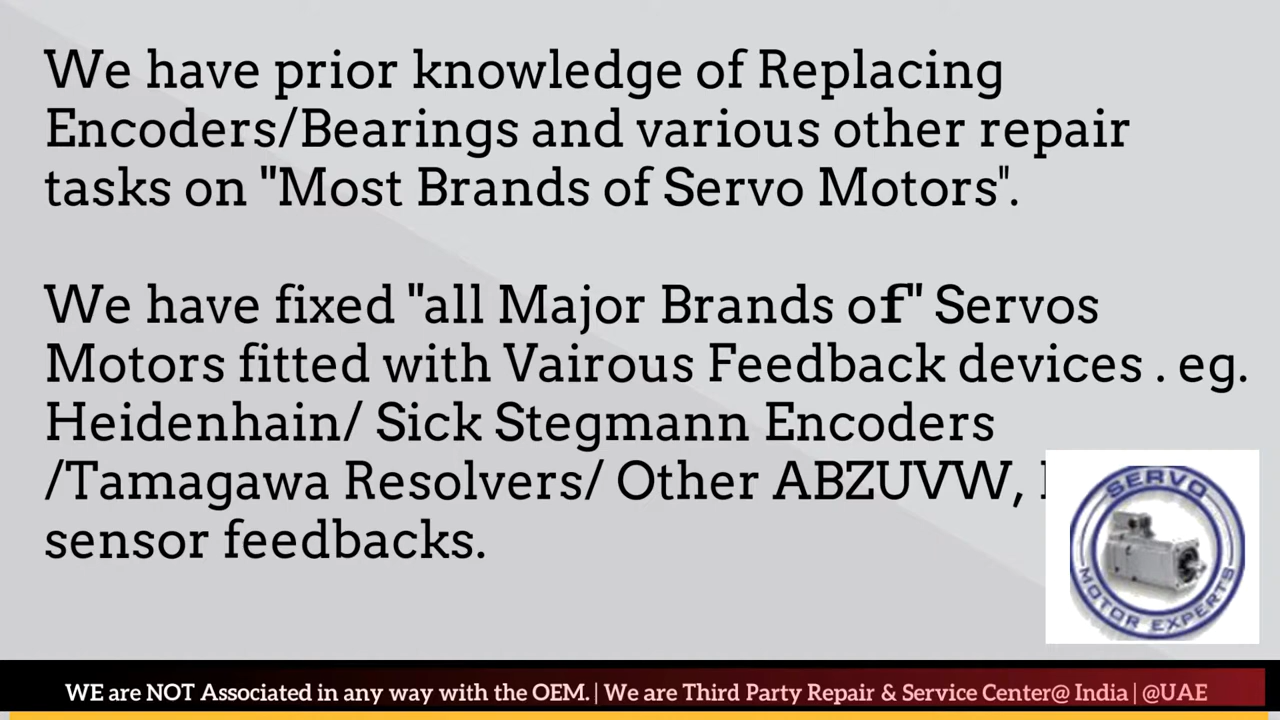 We have prior knowledge of Replacing
Encoders/Bearings and various other repair
tasks on "Most Brands of Servo Motors".
We have fixed "all Major Brands of" Servos
Motors fitted with Vairous Feedback devices . eg.
Heidenhain/ Sick Stegmann Encoders
/Tamagawa Resolvers/ Other ABZUVW,
sensor feedbacks.
SERVO
MOTOR EXPERTS
WE are NOT Associated in any way with the OEM. | We are Third Party Repair & Service Center@ India | @UAE